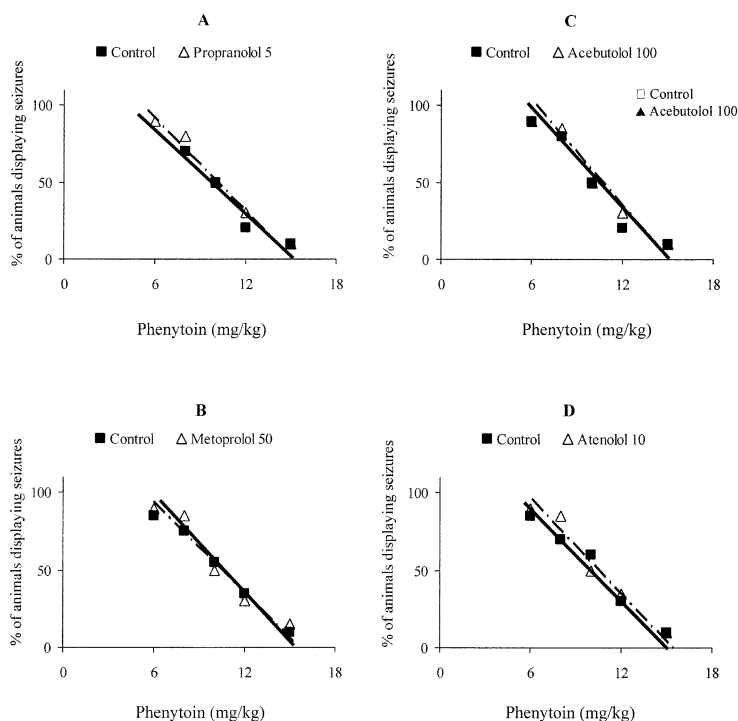 A
■ Control △ Propranolol 5
% of animals displaying seizures
100
50
0
0 6 12 18
Phenytoin (mg/kg)
C
■ Control △ Acebutolol 100
□ Control
▲ Acebutolol 100
% of animals displaying seizures
100
50
0
0 6 12 18
Phenytoin (mg/kg)
B
■ Control △ Metoprolol 50
% of animals displaying seizures
100
50
0
0 6 12 18
Phenytoin (mg/kg)
D
■ Control △ Atenolol 10
% of animals displaying seizures
100
50
0
0 6 12 18
Phenytoin (mg/kg)